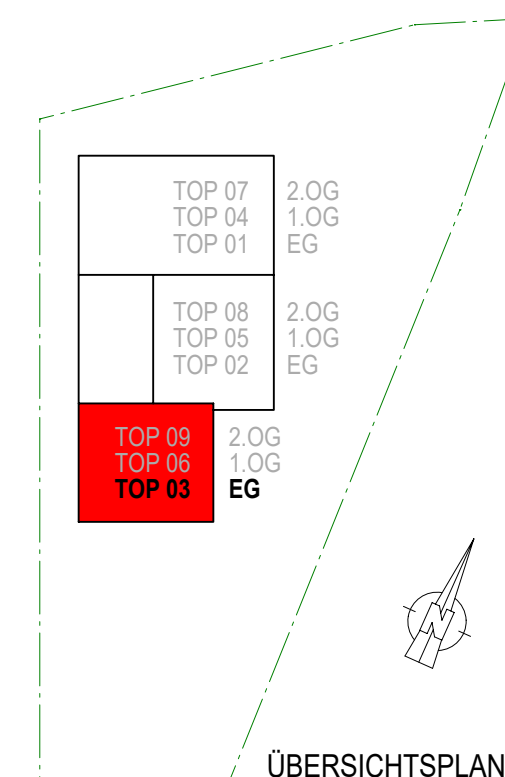 TOP 07 2.OG
TOP 04 1.OG
TOP 01 EG
TOP 08 2.OG
TOP 05 1.OG
TOP 02 EG
TOP 09 2.OG
TOP 06 1.OG
TOP 03 EG
N
ÜBERSICHTSPLAN